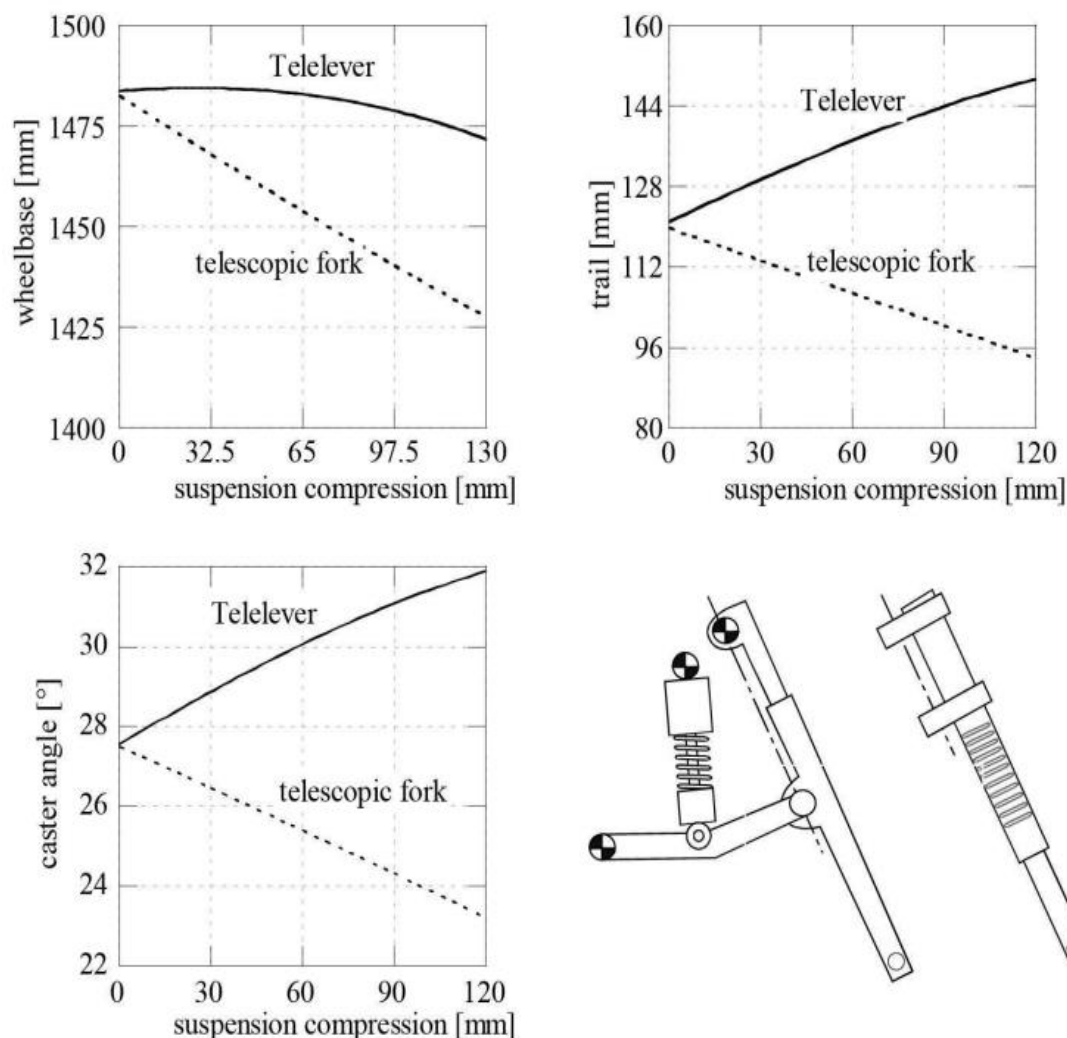 1500
1475
1450
1425
1400
wheelbase [mm]
Telelever
telescopic fork
0 32.5 65 97.5 130
suspension compression [mm]
160
144
128
112
96
80
trail [mm]
Telelever
telescopic fork
0 30 60 90 120
suspension compression [mm]
32
30
28
26
24
22
caster angle [°]
Telelever
telescopic fork
0 30 60 90 120
suspension compression [mm]